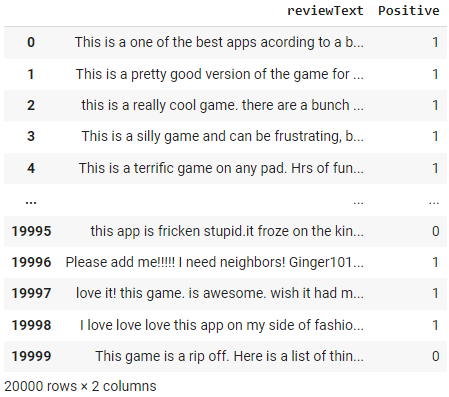 reviewText Positive
0 This is a one of the best apps acording to a b... 1
1 This is a pretty good version of the game for ... 1
2 this is a really cool game. there are a bunch ... 1
3 This is a silly game and can be frustrating, b... 1
4 This is a terrific game on any pad. Hrs of fun... 1
... ... ...
19995 this app is fricken stupid.it froze on the kin... 0
19996 Please add me!!!!! I need neighbors! Ginger101... 1
19997 love it! this game. is awesome. wish it had m... 1
19998 I love love love this app on my side of fashio... 1
19999 This game is a rip off. Here is a list of thin... 0
20000 rows × 2 columns